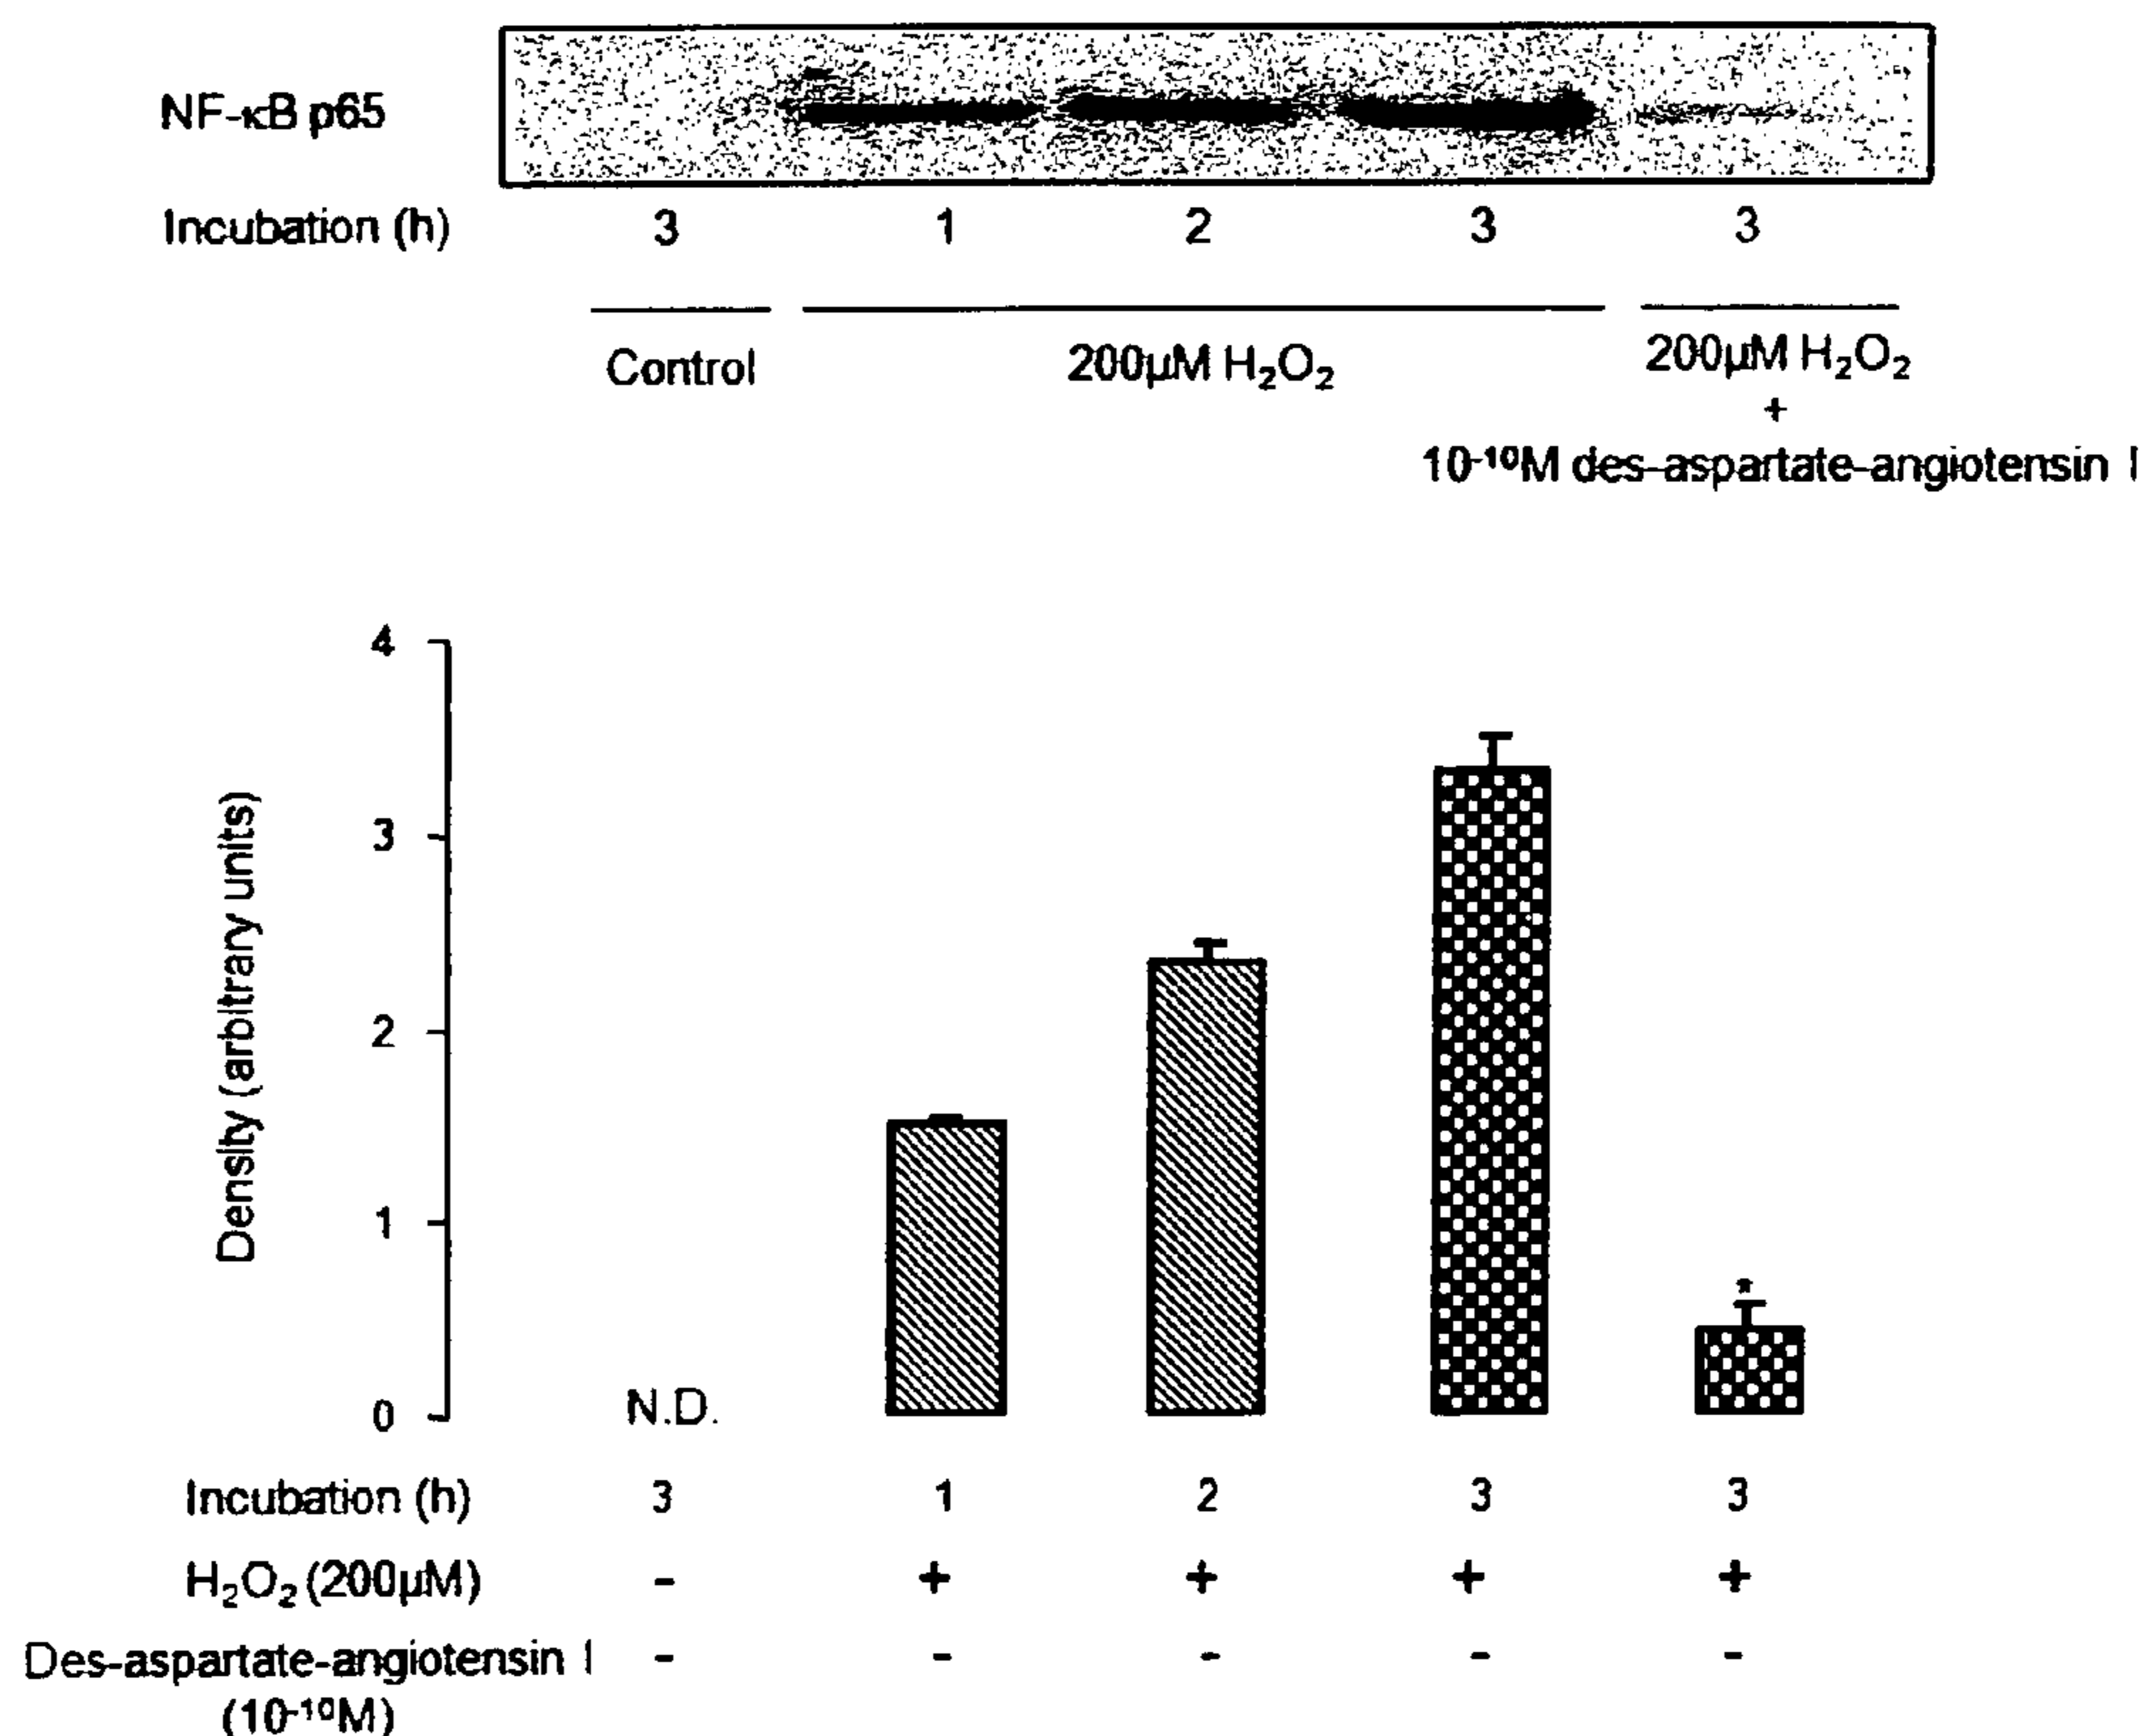 NF-κB p65
Incubation (h) 3 1 2 3 3
Control 200µM H₂O₂ 200µM H₂O₂
+
10⁻¹⁰M des-aspartate-angiotensin I
4
3
2
1
0
Density (arbitrary units)
*
N.D.
Incubation (h) 3 1 2 3 3
H₂O₂ (200µM) - + + + +
Des-aspartate-angiotensin I - - - - -
(10⁻¹⁰M)